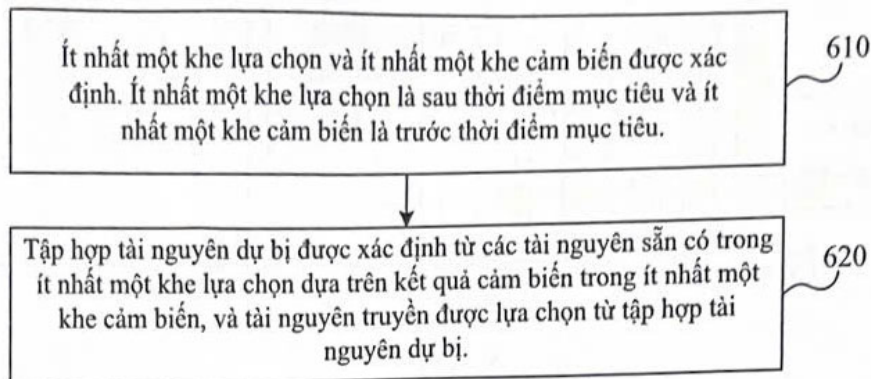 Ít nhất một khe lựa chọn và ít nhất một khe cảm biến được xác
định. Ít nhất một khe lựa chọn là sau thời điểm mục tiêu và ít
nhất một khe cảm biến là trước thời điểm mục tiêu.
610
Tập hợp tài nguyên dự bị được xác định từ các tài nguyên sẵn có trong
ít nhất một khe lựa chọn dựa trên kết quả cảm biến trong ít nhất một
khe cảm biến, và tài nguyên truyền được lựa chọn từ tập hợp tài
nguyên dự bị.
620